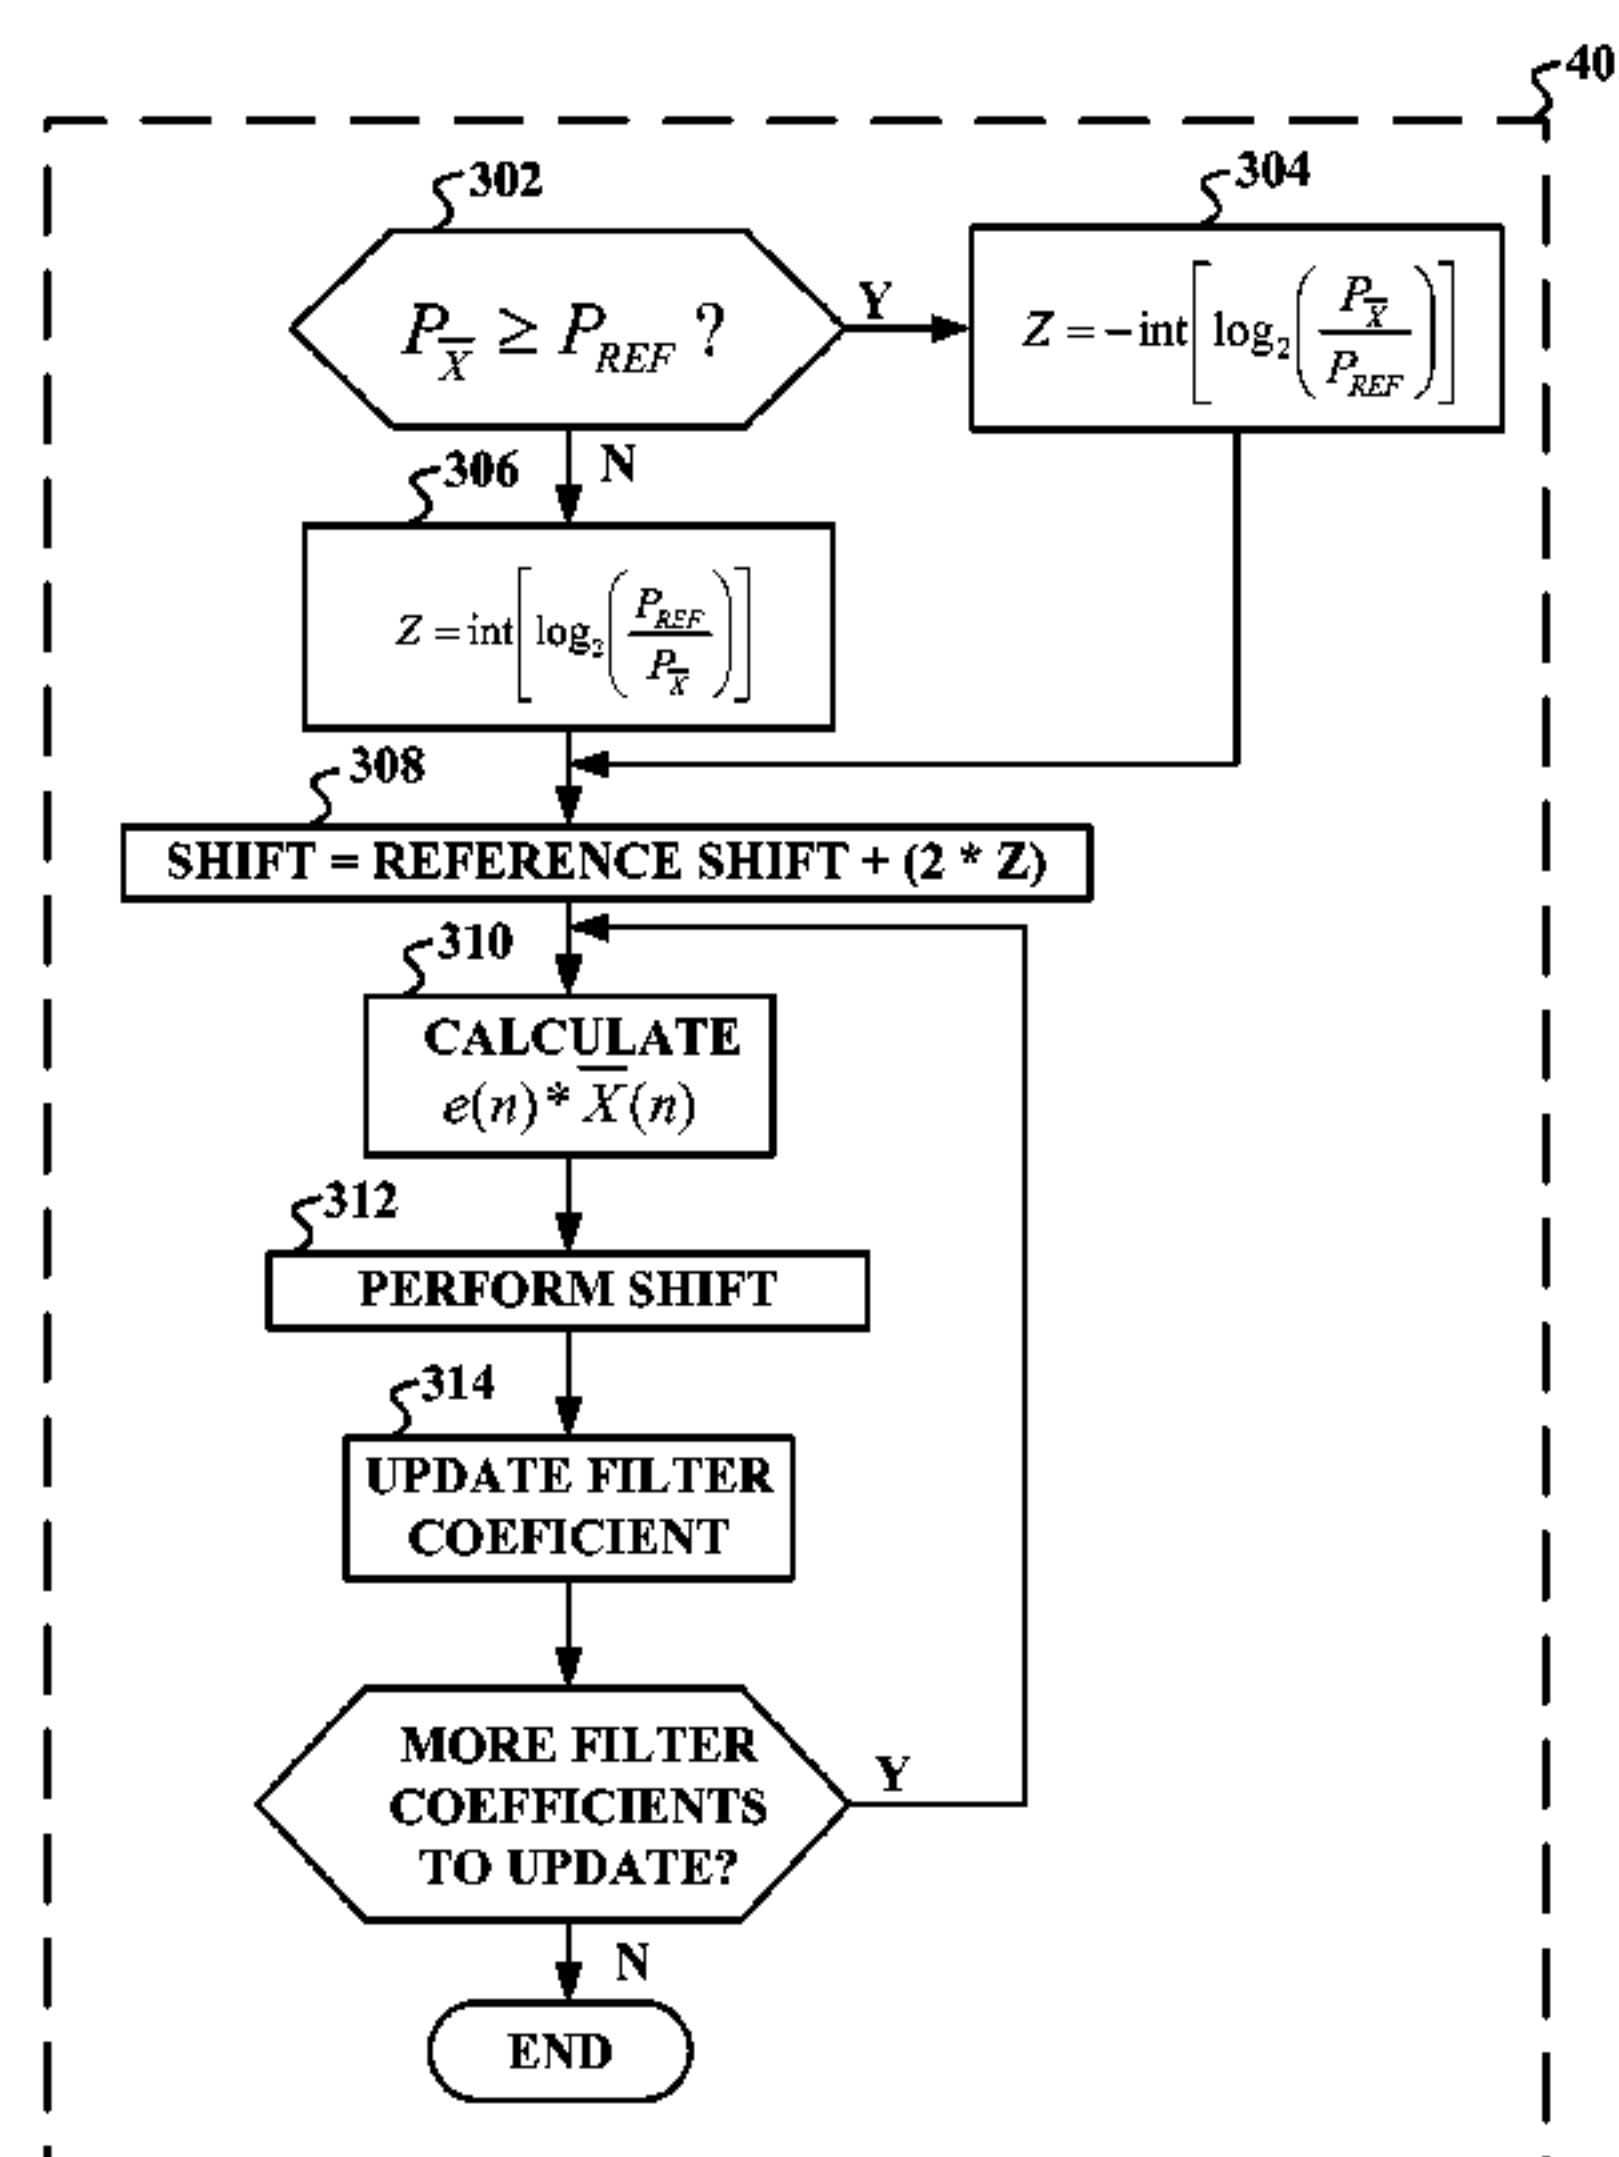 40
302
304
P_X̅ ≥ P_REF ?
Y
Z = −int[log₂(P_X̅ / P_REF)]
306
N
Z = int[log₂(P_REF / P_X̅)]
308
SHIFT = REFERENCE SHIFT + (2 * Z)
310
CALCULATE
e(n) * X̅(n)
312
PERFORM SHIFT
314
UPDATE FILTER
COEFICIENT
MORE FILTER
COEFFICIENTS
TO UPDATE?
Y
N
END